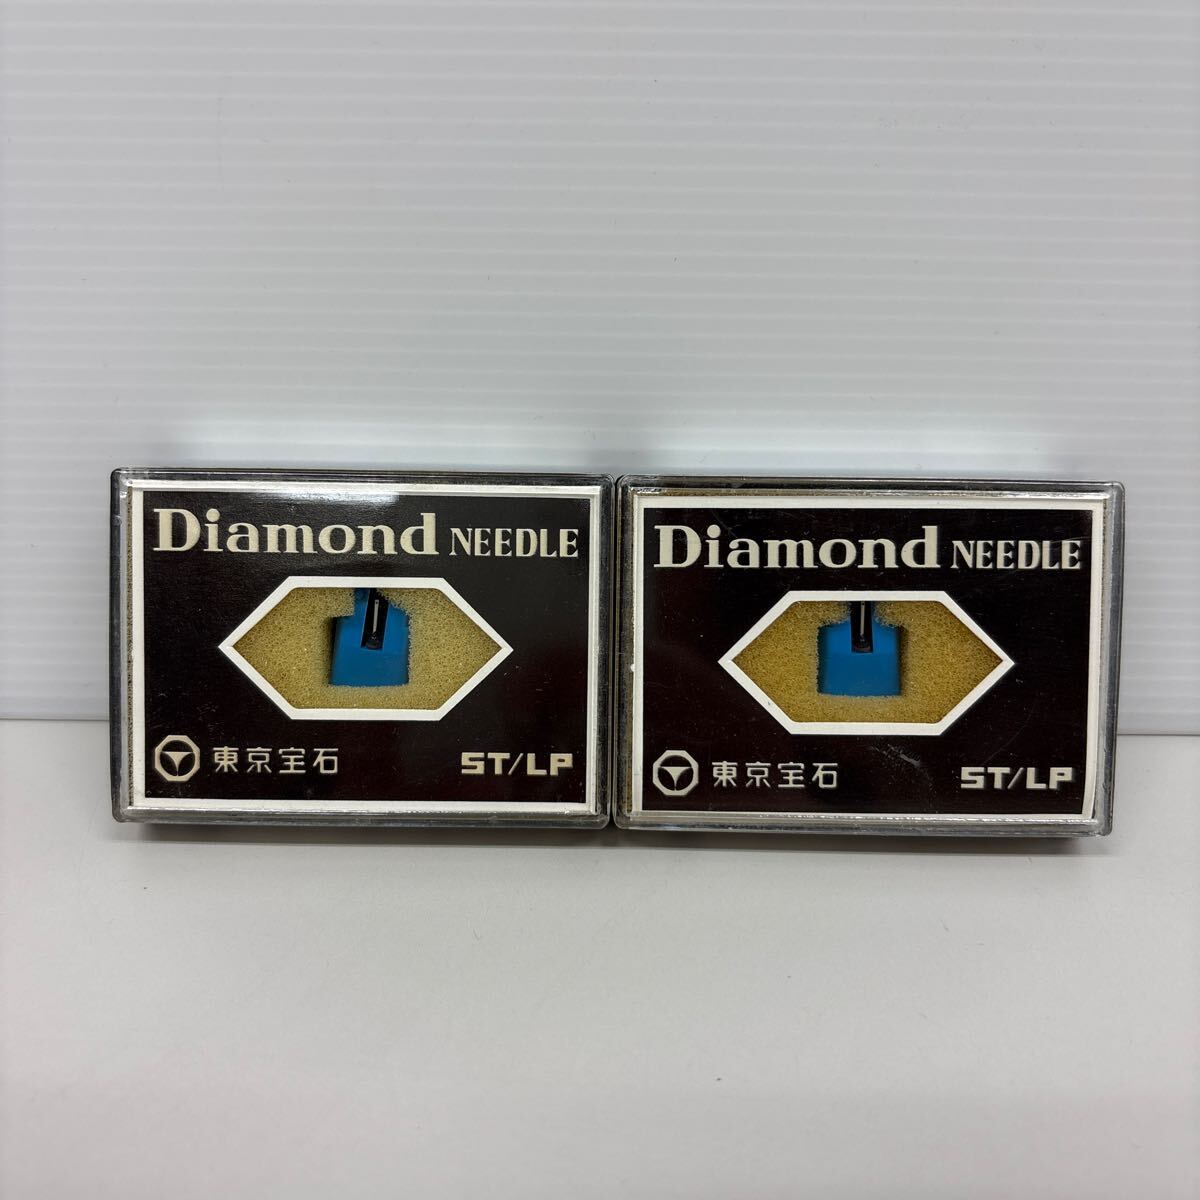 Diamond NEEDLE
東京宝石 ST/LP
Diamond NEEDLE
東京宝石 ST/LP